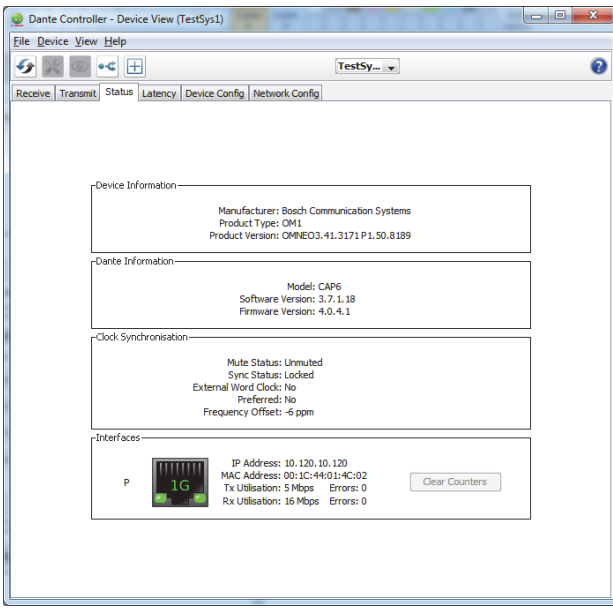 Dante Controller - Device View (TestSys1)
File Device View Help
TestSy...
Receive Transmit Status Latency Device Config Network Config
Device Information
Manufacturer: Bosch Communication Systems
Product Type: OM1
Product Version: OMNEO3.41.3171 P1.50.8189
Dante Information
Model: CAP6
Software Version: 3.7.1.18
Firmware Version: 4.0.4.1
Clock Synchronisation
Mute Status: Unmuted
Sync Status: Locked
External Word Clock: No
Preferred: No
Frequency Offset: -6 ppm
Interfaces
P
1G
IP Address: 10.120.10.120
MAC Address: 00:1C:44:01:4C:02
Tx Utilisation: 5 Mbps Errors: 0
Rx Utilisation: 16 Mbps Errors: 0
Clear Counters